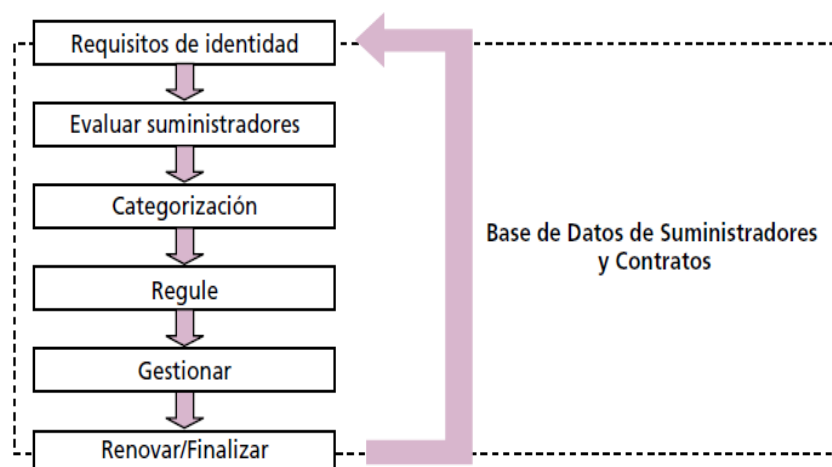 Requisitos de identidad
Evaluar suministradores
Categorización
Regule
Gestionar
Renovar/Finalizar
Base de Datos de Suministradores
y Contratos